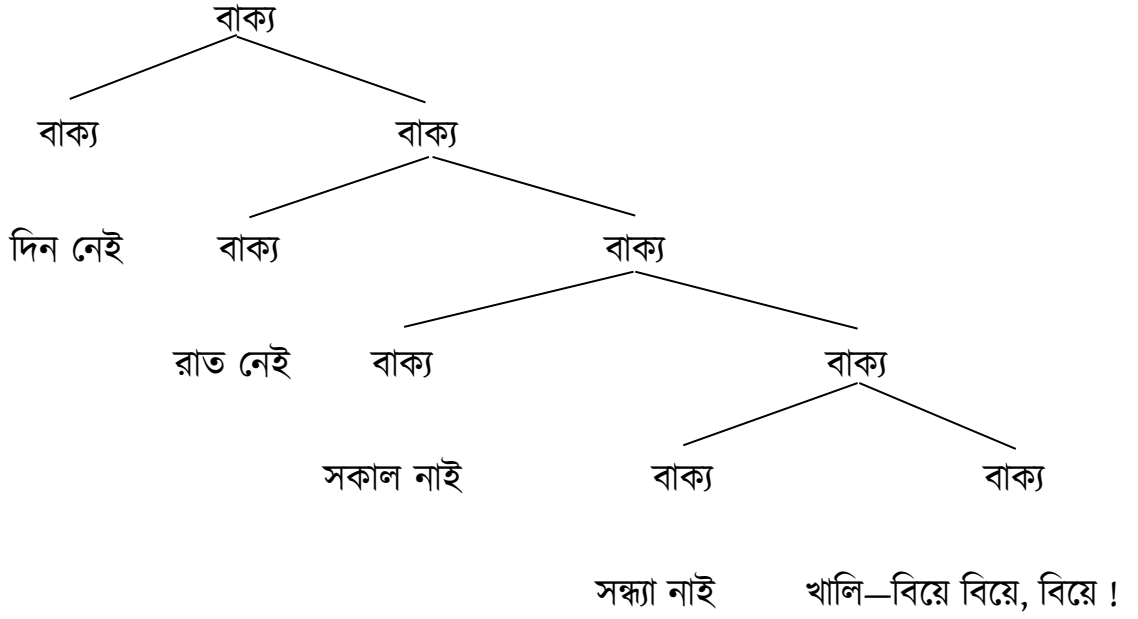 বাক্য
বাক্য বাক্য
দিন নেই বাক্য বাক্য
রাত নেই বাক্য বাক্য
সকাল নাই বাক্য বাক্য
সন্ধ্যা নাই খালি—বিয়ে বিয়ে, বিয়ে !